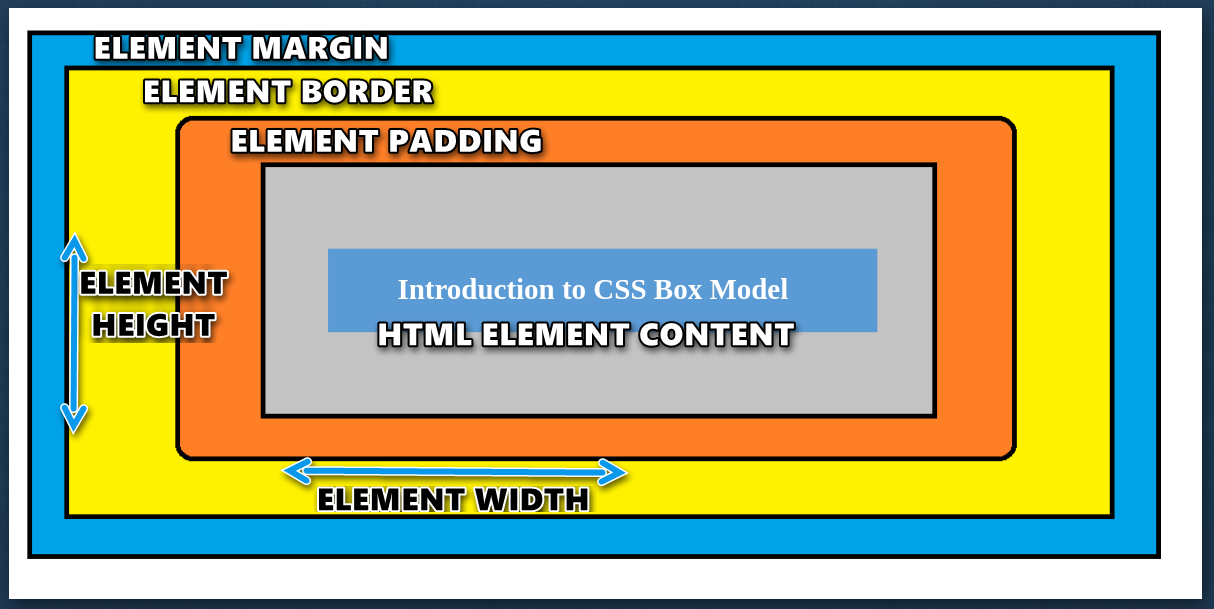 ELEMENT MARGIN
ELEMENT BORDER
ELEMENT PADDING
ELEMENT
HEIGHT
Introduction to CSS Box Model
HTML ELEMENT CONTENT
ELEMENT WIDTH